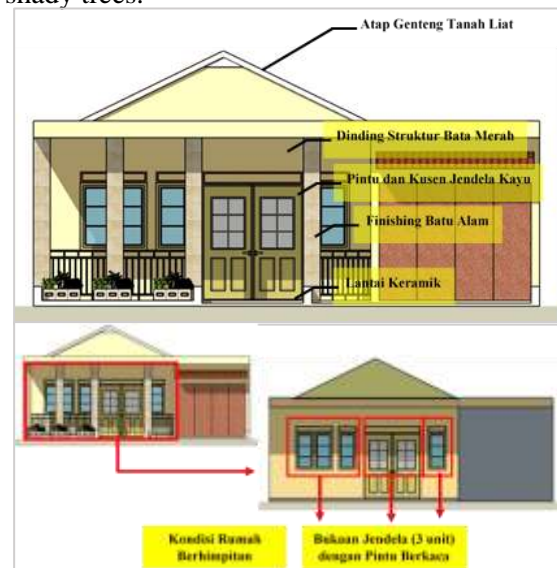 shady trees.
Atap Genteng Tanah Liat
Dinding Struktur Bata Merah
Pintu dan Kusen Jendela Kayu
Finishing Batu Alam
Lantai Keramik
Kondisi Rumah
Berhimpitan
Bukaan Jendela (3 unit)
dengan Pintu Berkaca